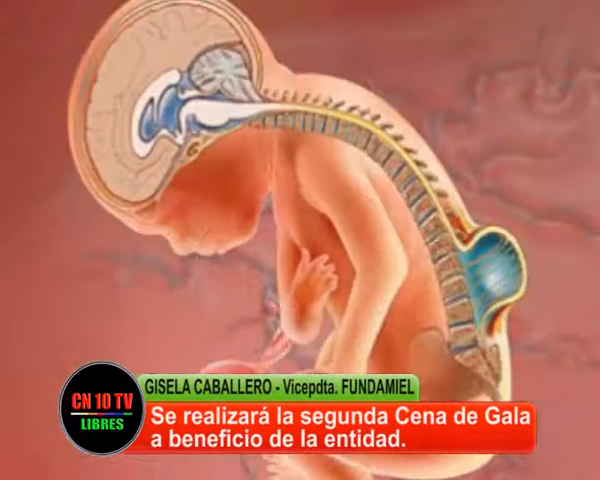 CN 10 TV
LIBRES
GISELA CABALLERO - Vicepdta. FUNDAMIEL
Se realizará la segunda Cena de Gala
a beneficio de la entidad.